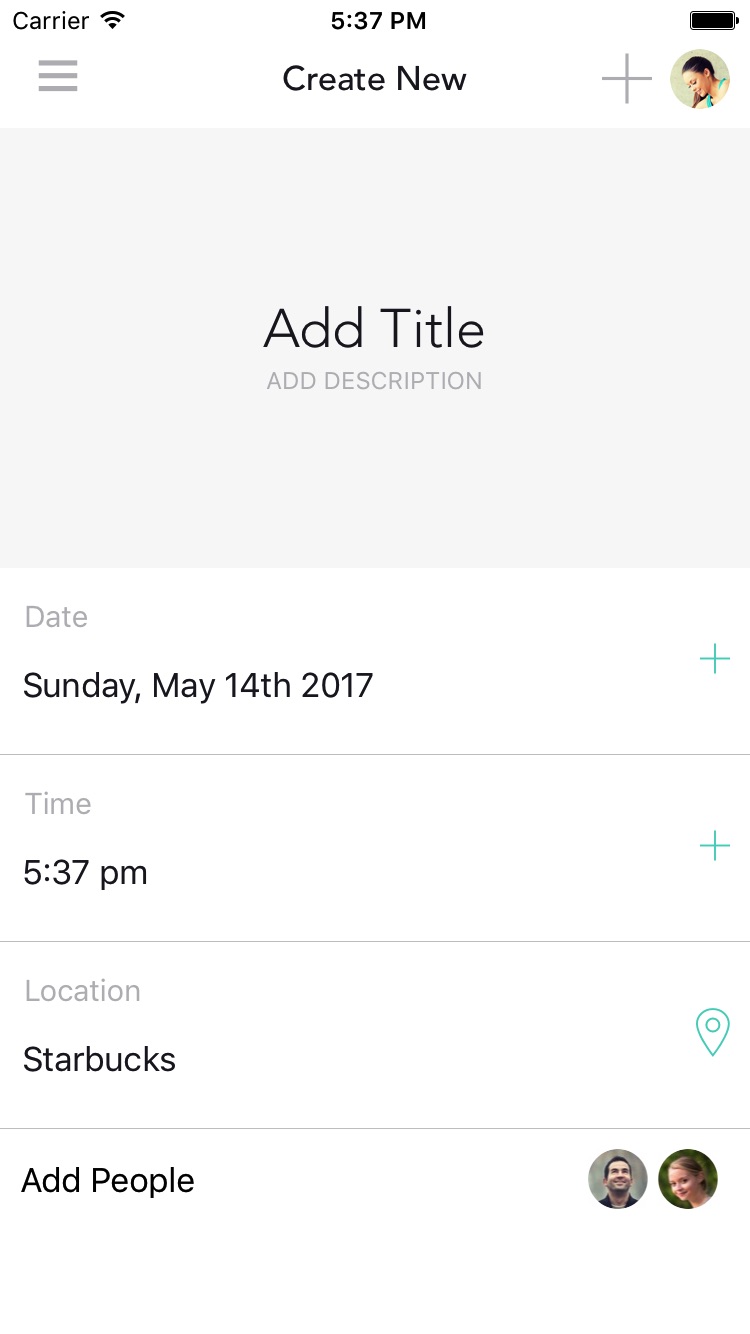 Carrier 5:37 PM
Create New
Add Title
ADD DESCRIPTION
Date
Sunday, May 14th 2017
Time
5:37 pm
Location
Starbucks
Add People